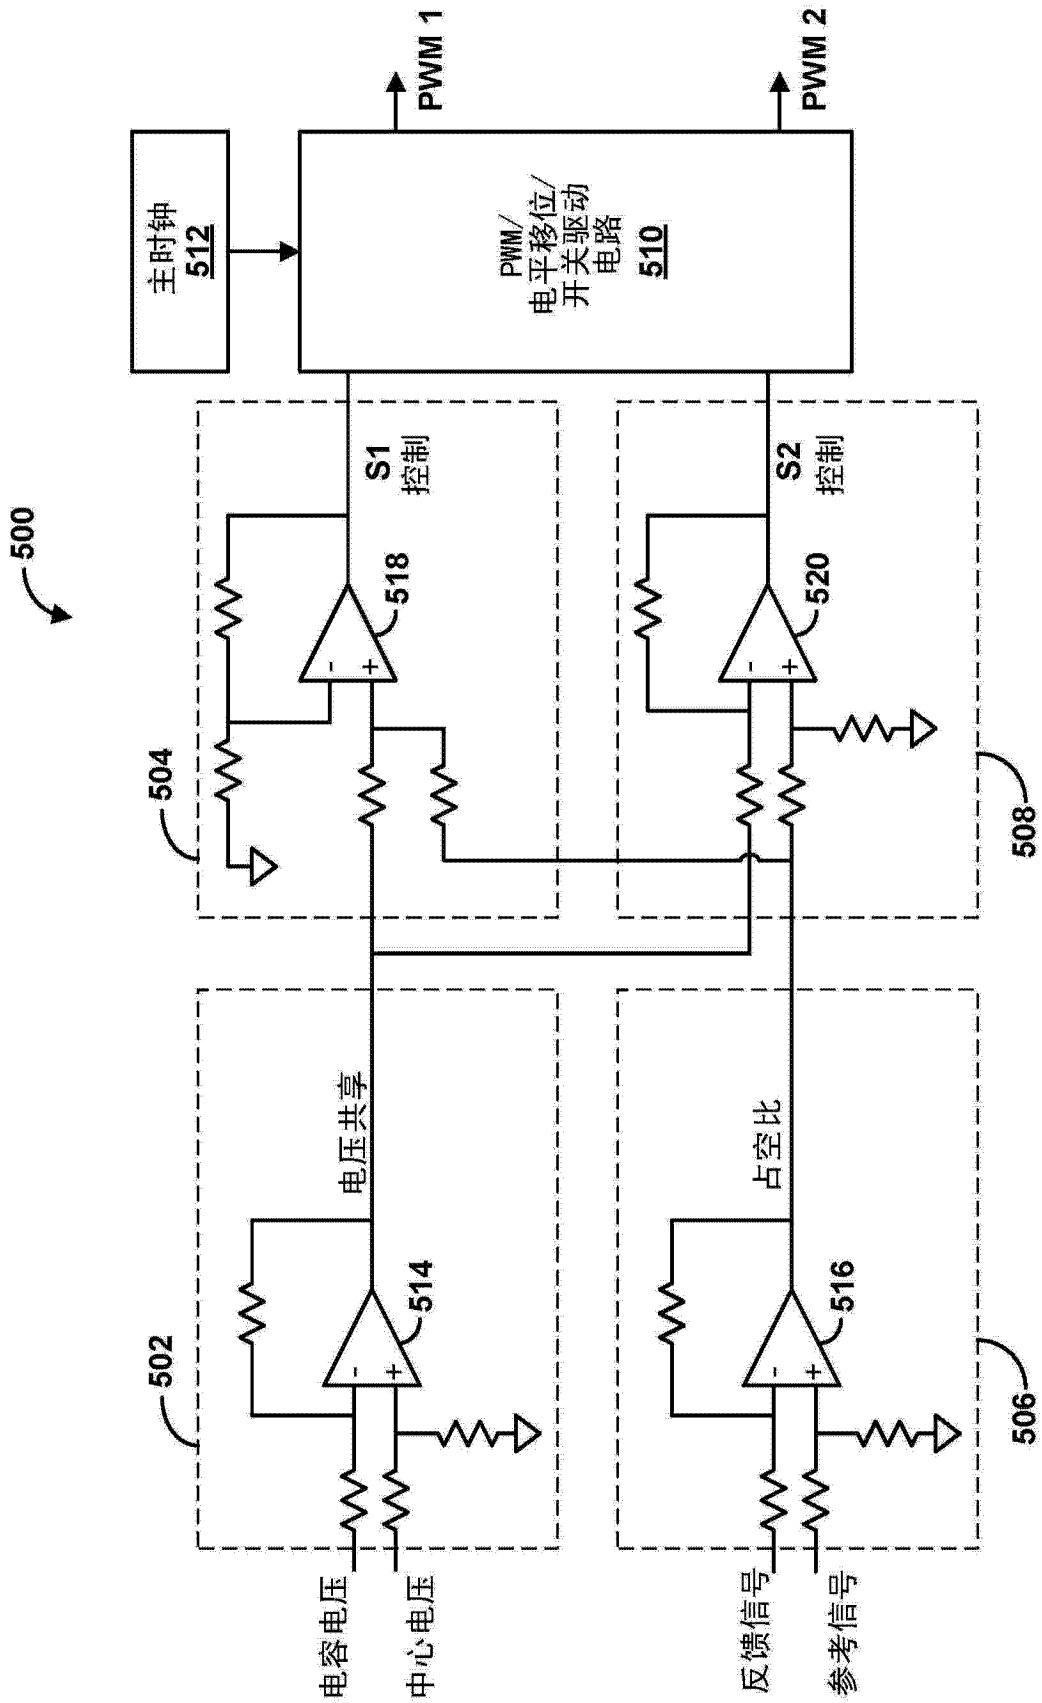 500
502
电容电压
中心电压
514
电压共享
504
518
S1
控制
主时钟
512
PWM/
电平移位/
开关驱动
电路
510
PWM 1
PWM 2
506
反馈信号
参考信号
516
占空比
508
520
S2
控制